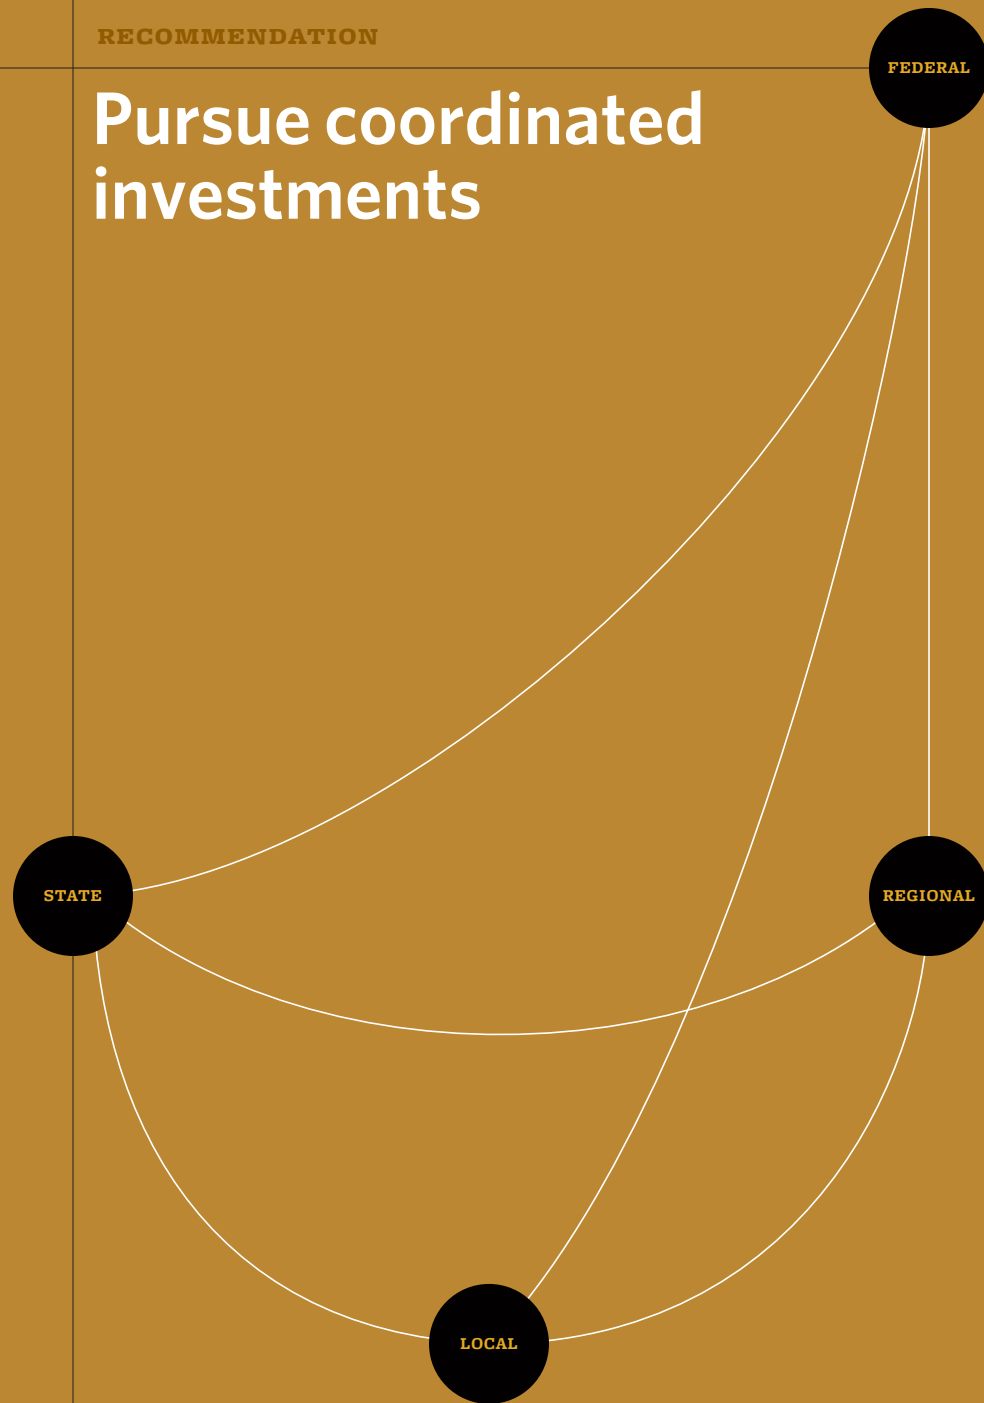 RECOMMENDATION
FEDERAL
Pursue coordinated
investments
STATE
REGIONAL
LOCAL